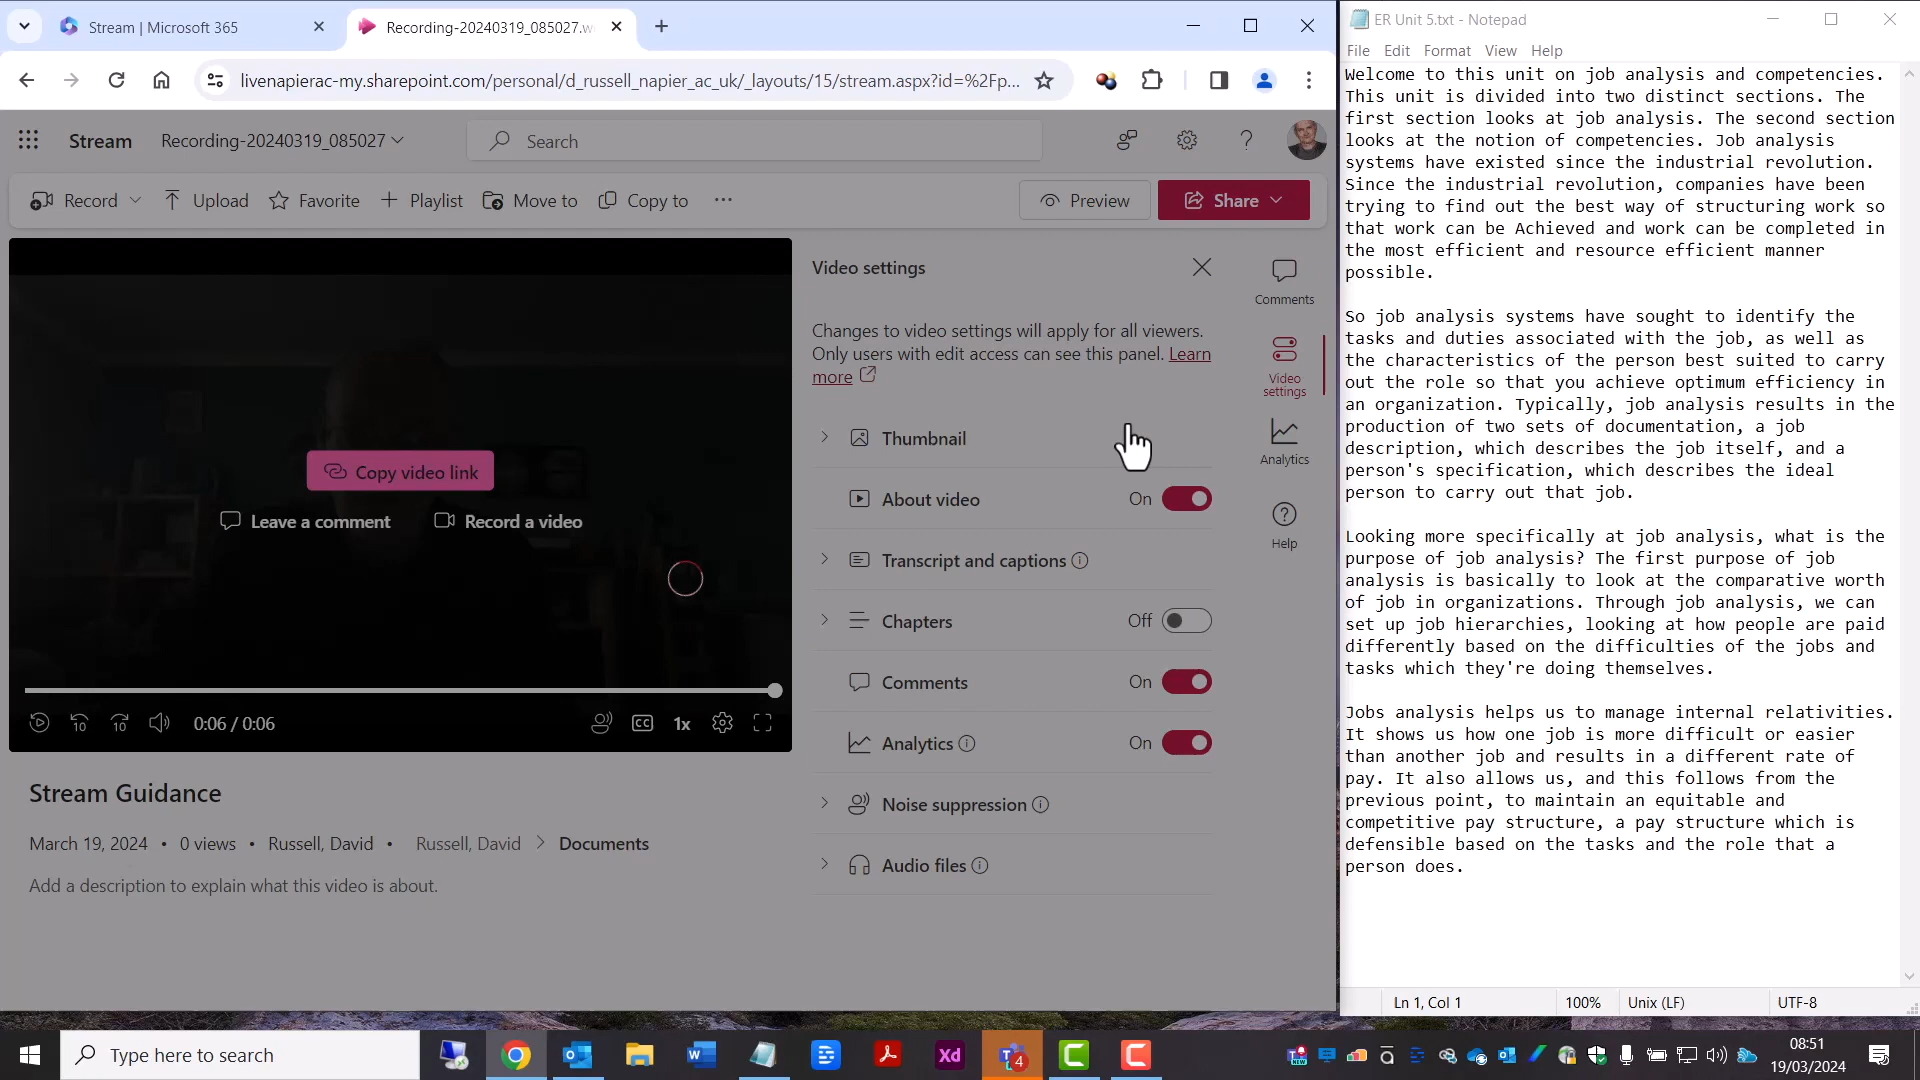 Stream | Microsoft 365
Recording-20240319_085027.w
livenapierac-my.sharepoint.com/personal/d_russell_napier_ac_uk/_layouts/15/stream.aspx?id=%2Fp...
Stream
Recording-20240319_085027
Search
Record
Upload
Favorite
Playlist
Move to
Copy to
Preview
Share
Copy video link
Leave a comment
Record a video
10
10
0:06 / 0:06
CC
1x
Stream Guidance
March 19, 2024 • 0 views • Russell, David • Russell, David > Documents
Add a description to explain what this video is about.
Video settings
Changes to video settings will apply for all viewers.
Only users with edit access can see this panel. Learn
more
Thumbnail
About video On
Transcript and captions
Chapters Off
Comments On
Analytics On
Noise suppression
Audio files
Comments
Video
settings
Analytics
Help
ER Unit 5.txt - Notepad
File Edit Format View Help
Welcome to this unit on job analysis and competencies.
This unit is divided into two distinct sections. The
first section looks at job analysis. The second section
looks at the notion of competencies. Job analysis
systems have existed since the industrial revolution.
Since the industrial revolution, companies have been
trying to find out the best way of structuring work so
that work can be Achieved and work can be completed in
the most efficient and resource efficient manner
possible.
So job analysis systems have sought to identify the
tasks and duties associated with the job, as well as
the characteristics of the person best suited to carry
out the role so that you achieve optimum efficiency in
an organization. Typically, job analysis results in the
production of two sets of documentation, a job
description, which describes the job itself, and a
person's specification, which describes the ideal
person to carry out that job.
Looking more specifically at job analysis, what is the
purpose of job analysis? The first purpose of job
analysis is basically to look at the comparative worth
of job in organizations. Through job analysis, we can
set up job hierarchies, looking at how people are paid
differently based on the difficulties of the jobs and
tasks which they're doing themselves.
Jobs analysis helps us to manage internal relativities.
It shows us how one job is more difficult or easier
than another job and results in a different rate of
pay. It also allows us, and this follows from the
previous point, to maintain an equitable and
competitive pay structure, a pay structure which is
defensible based on the tasks and the role that a
person does.
Ln 1, Col 1
100%
Unix (LF)
UTF-8
Type here to search
Xd
4
08:51
19/03/2024